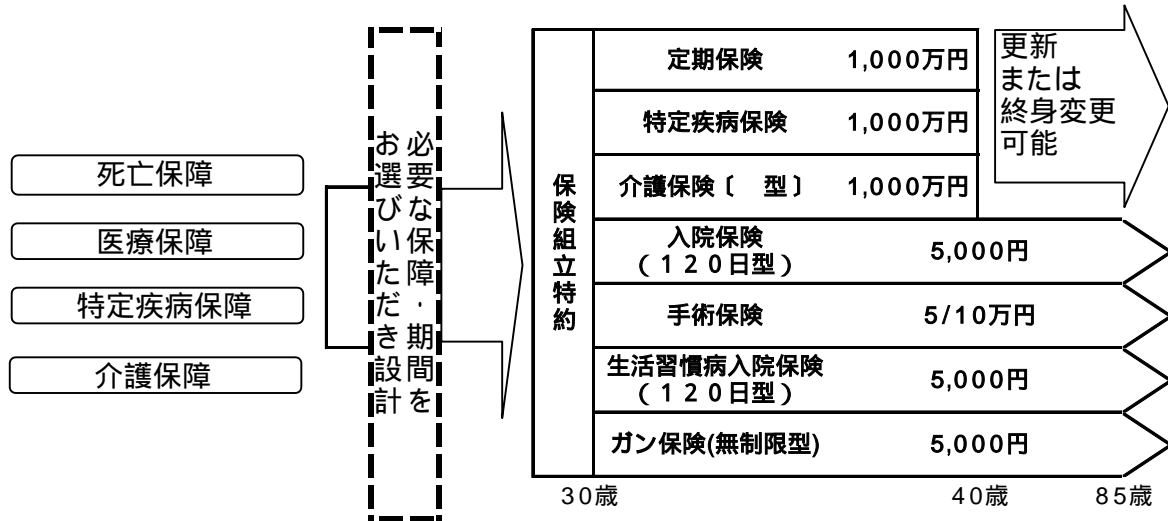 死亡保障
医療保障
特定疾病保障
介護保障
必要な保障・期間を
お選びいただき設計
保険組立特約
定期保険 1,000万円
特定疾病保険 1,000万円
介護保険〔 型〕 1,000万円
入院保険
(120日型) 5,000円
手術保険 5/10万円
生活習慣病入院保険
(120日型) 5,000円
ガン保険(無制限型) 5,000円
更新
または
終身変更
可能
30歳 40歳 85歳